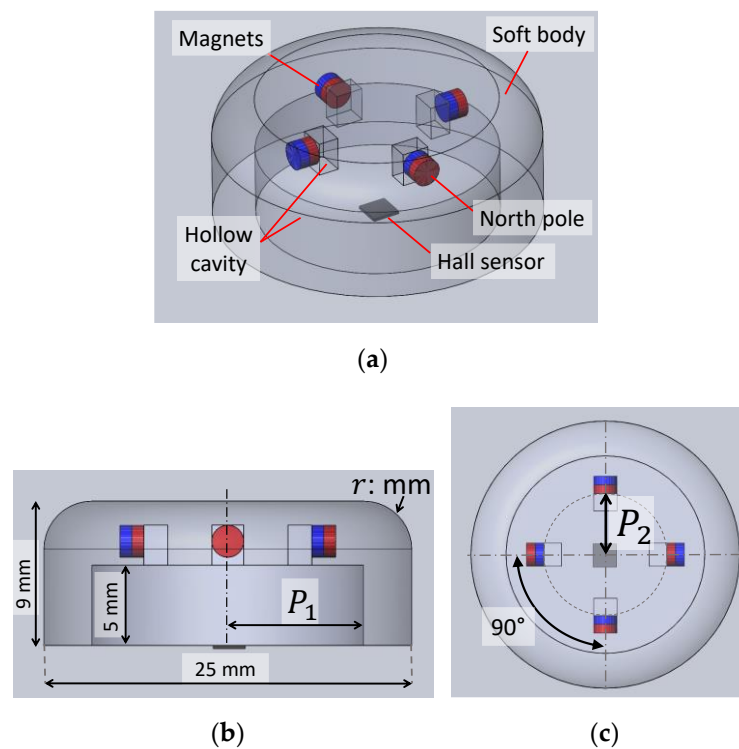 Magnets
Soft body
Hollow
cavity
North pole
Hall sensor
(a)
r: mm
9 mm
5 mm
P₁
25 mm
P₂
90°
(b)
(c)